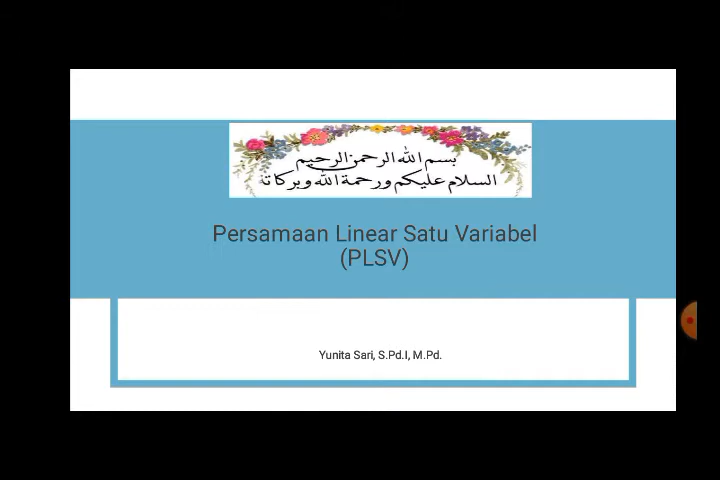 بسم الله الرحمن الرحيم
السلام عليكم ورحمة الله وبركاته
Persamaan Linear Satu Variabel
(PLSV)
Yunita Sari, S.Pd.I, M.Pd.